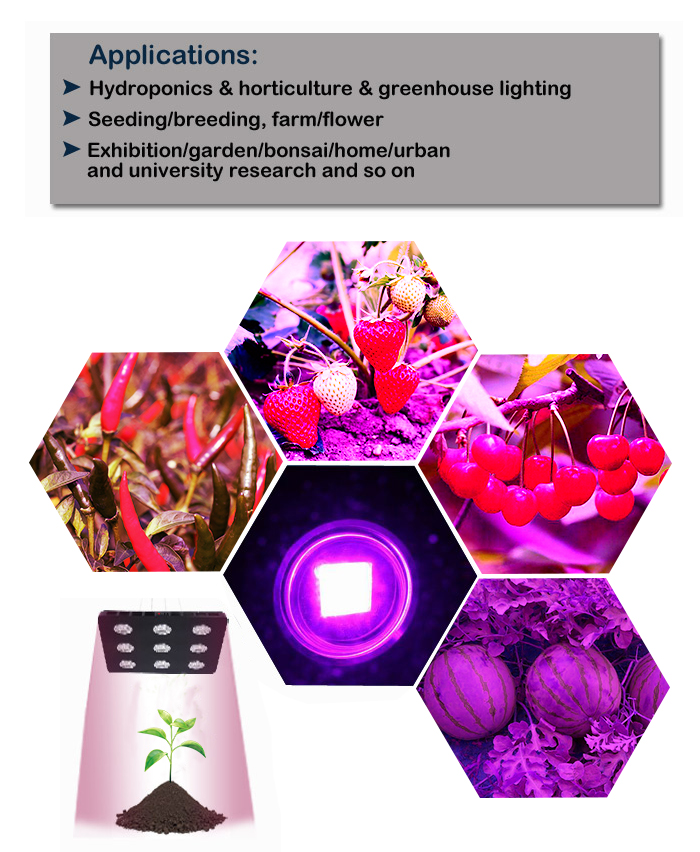 Applications:
➤ Hydroponics & horticulture & greenhouse lighting
➤ Seeding/breeding, farm/flower
➤ Exhibition/garden/bonsai/home/urban
and university research and so on